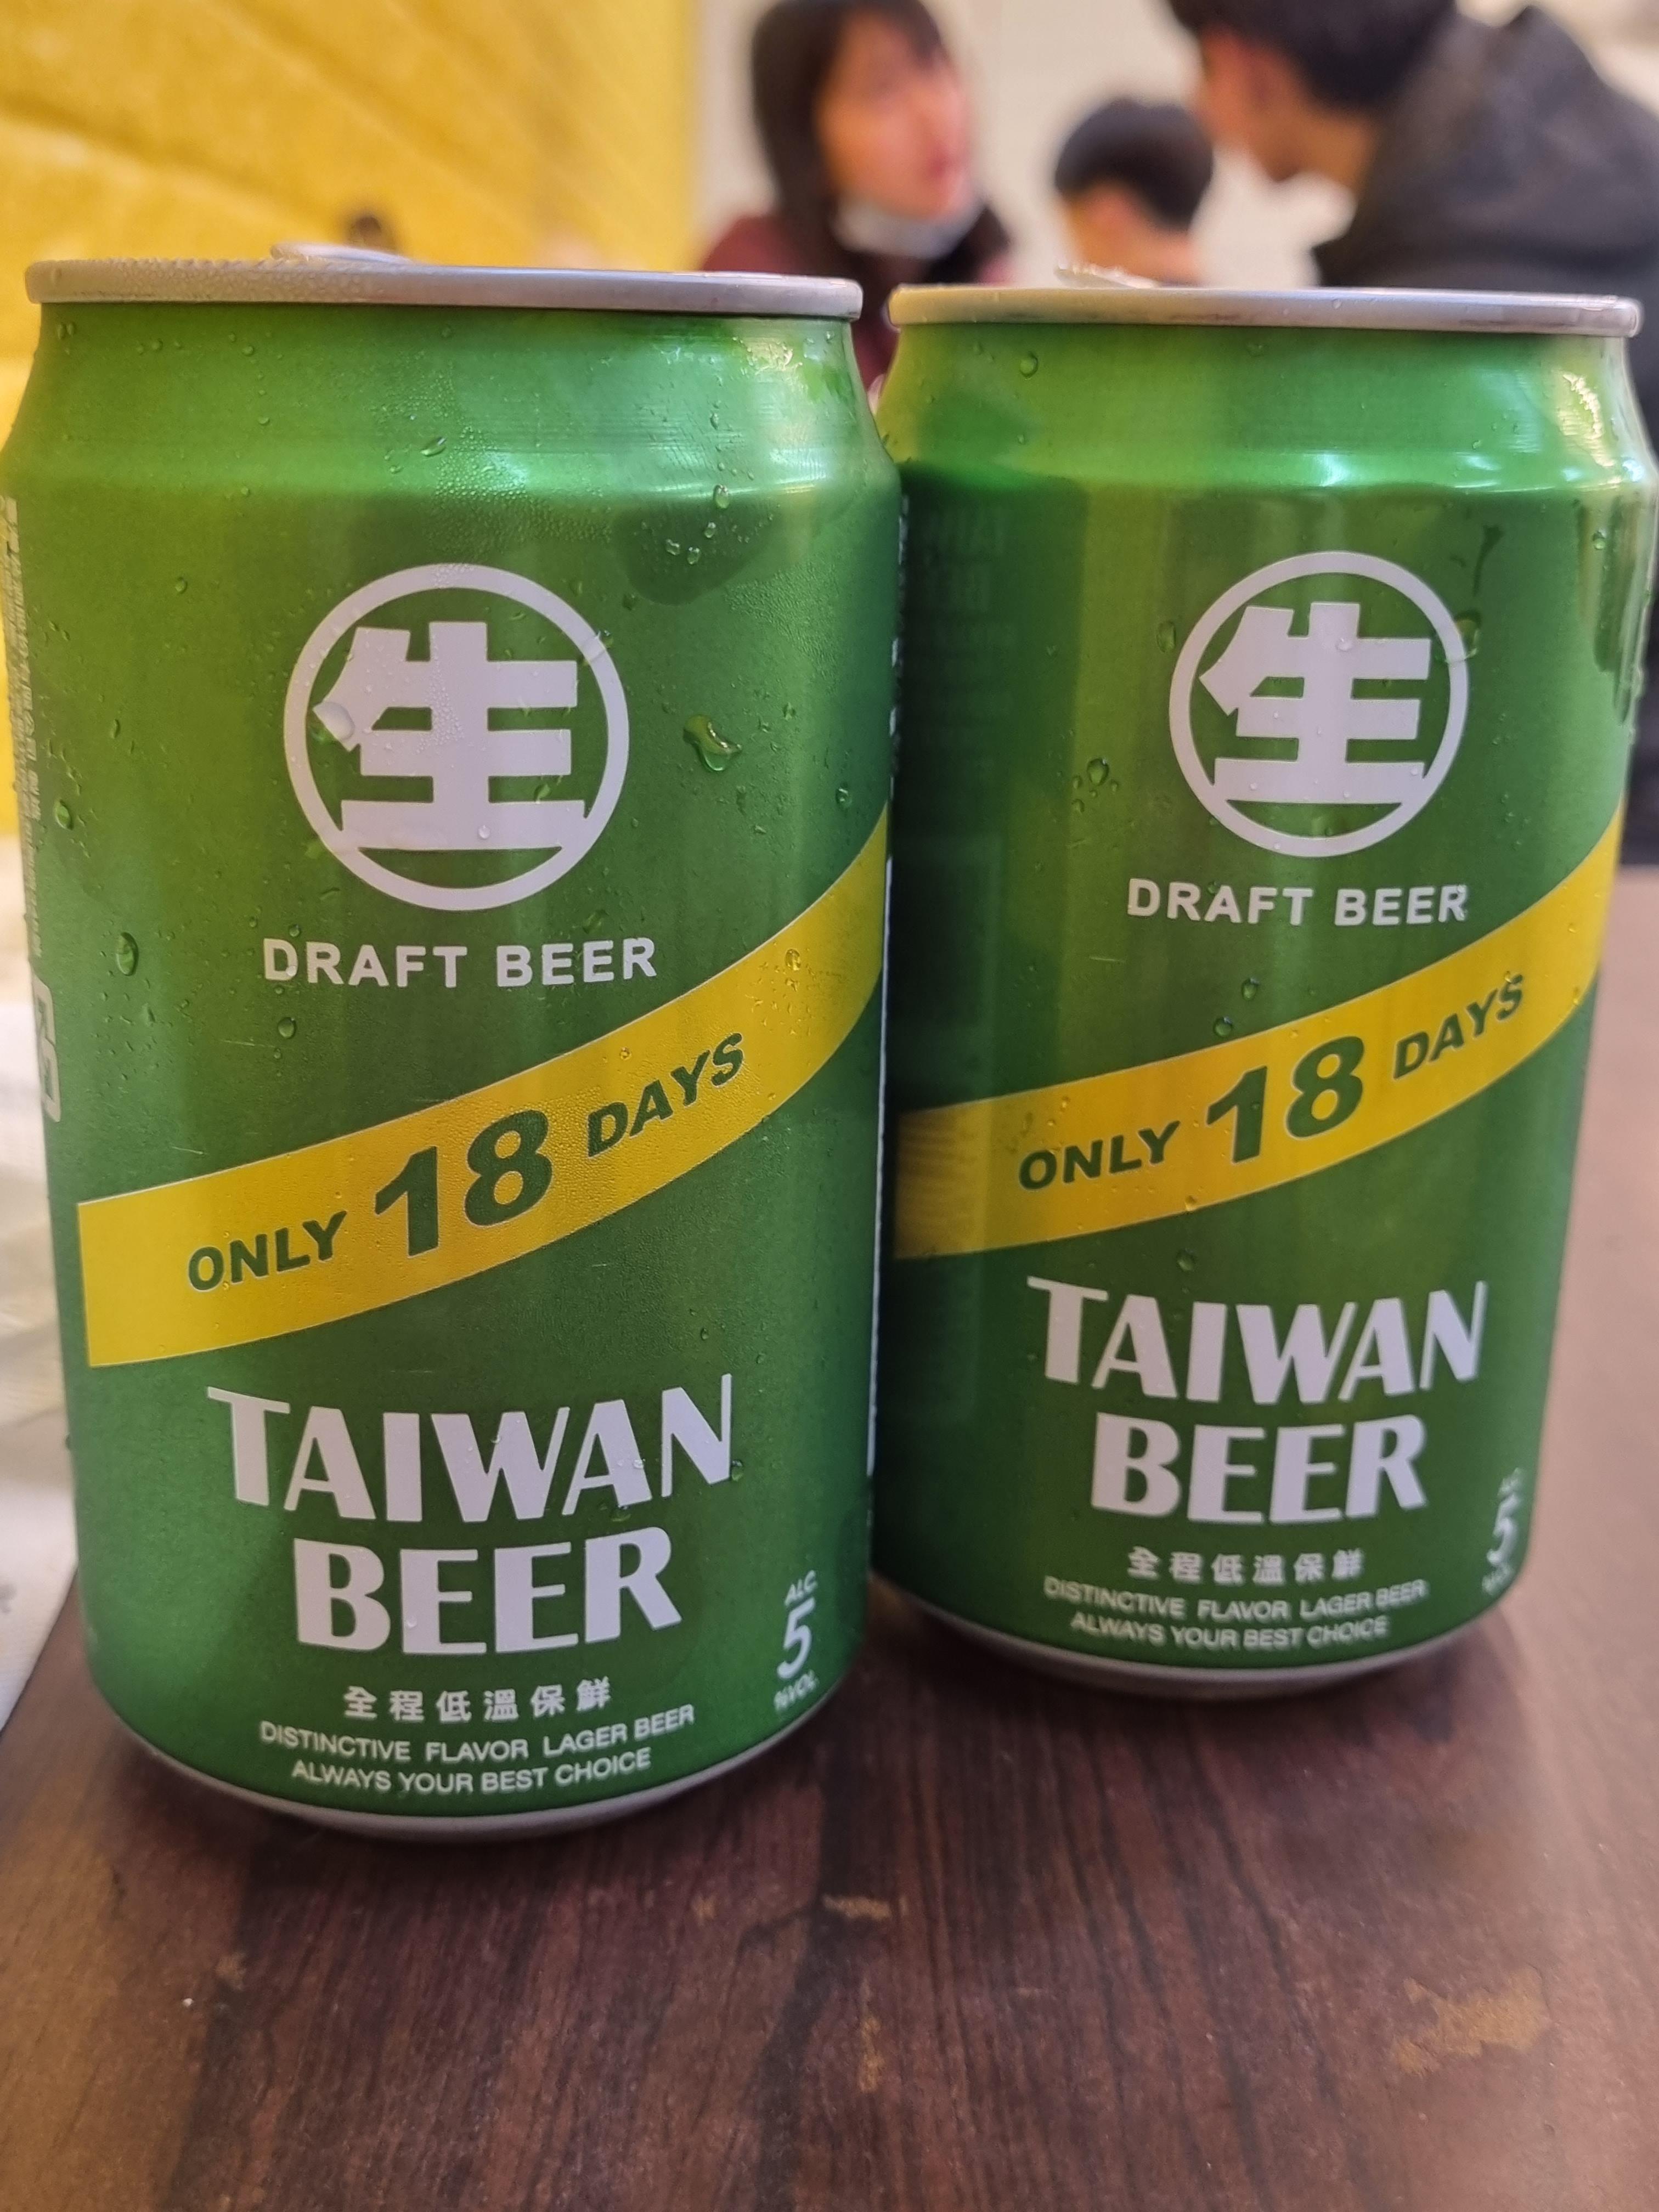 生
DRAFT BEER
ONLY 18 DAYS
TAIWAN
BEER
全程低溫保鮮
DISTINCTIVE FLAVOR LAGER BEER
ALWAYS YOUR BEST CHOICE
ALC.
5
%VOL
生
DRAFT BEER
ONLY 18 DAYS
TAIWAN
BEER
全程低溫保鮮
DISTINCTIVE FLAVOR LAGER BEER
ALWAYS YOUR BEST CHOICE
5